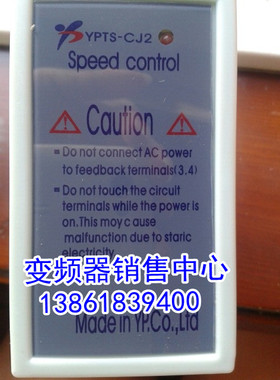 YPTS-CJ2
Speed control
Caution
Do not connect AC power
to feedback terminals(3,4)
Do not touch the circuit
terminals while the power is
on.This moy c ause
malfunction due to staric
electricity.
变频器销售中心
13861839400
Made in YP.Co.,Ltd